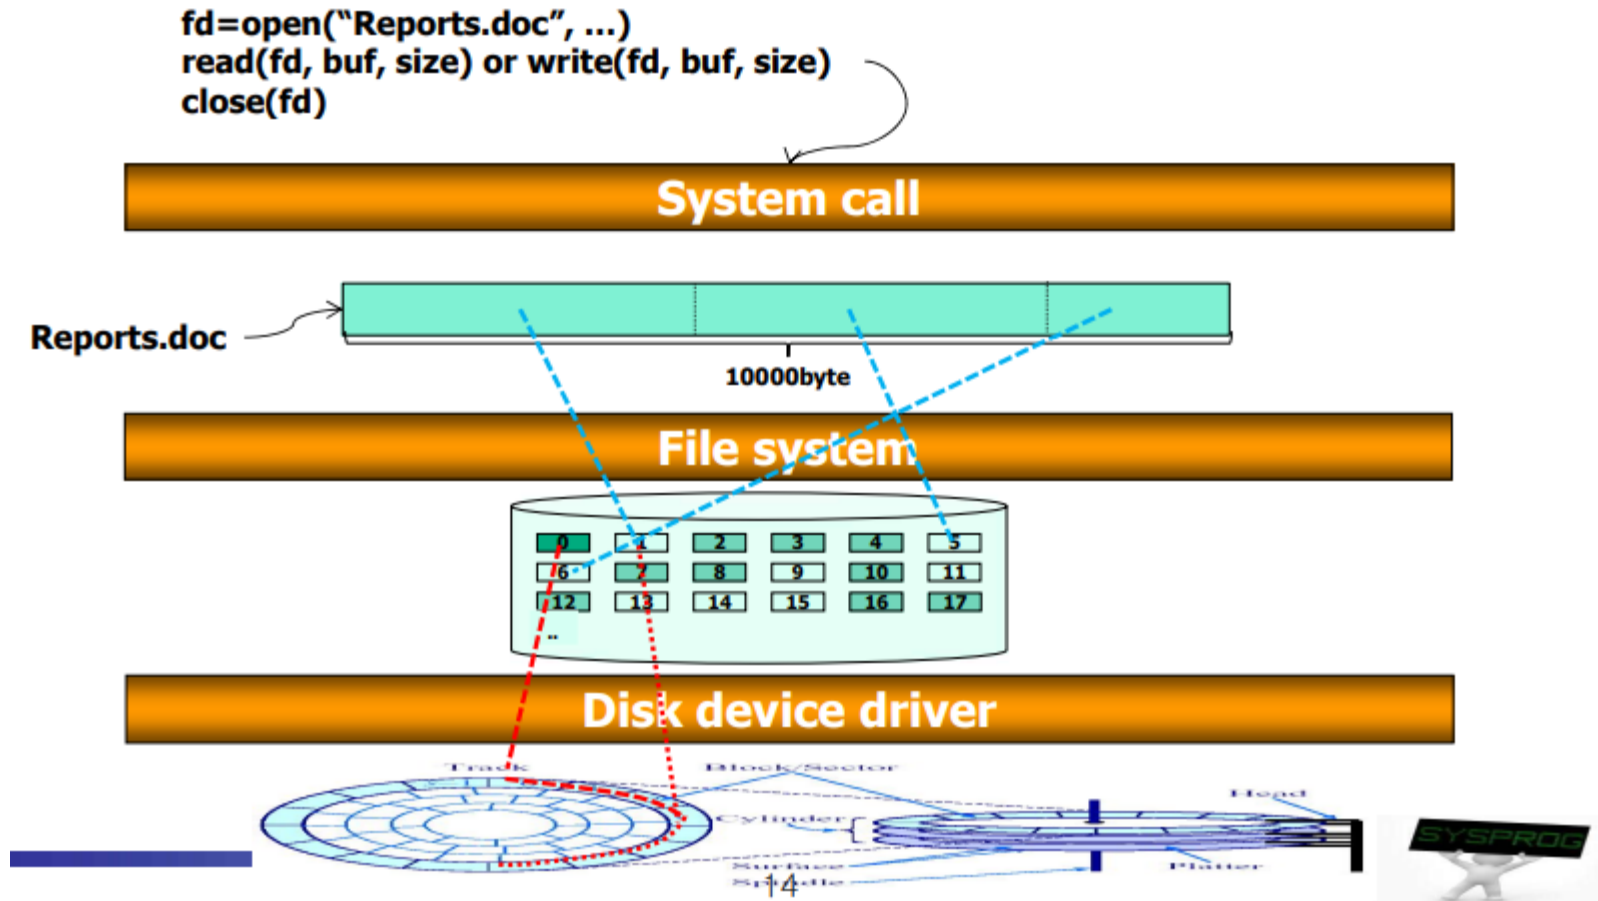 fd=open(“Reports.doc”, ...)
read(fd, buf, size) or write(fd, buf, size)
close(fd)
System call
Reports.doc
10000byte
File system
0 1 2 3 4 5
6 7 8 9 10 11
12 13 14 15 16 17
..
Disk device driver
Track
Block/Sector
Head
Cylinder
Surface
Platter
Spindle
14
SYSPROG